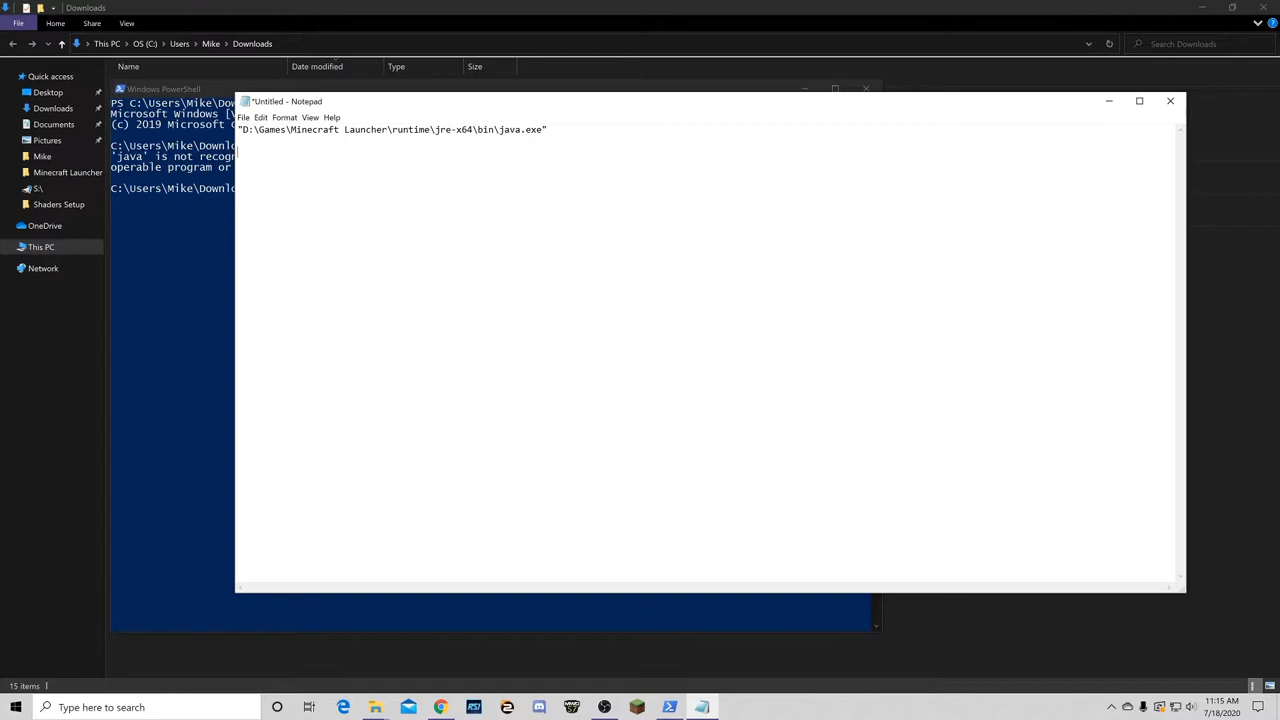 Downloads
File Home Share View
This PC OS (C:) Users Mike Downloads
Search Downloads
Name Date modified Type Size
Quick access
Desktop
Downloads
Documents
Pictures
Mike
Minecraft Launcher
S:\
Shaders Setup
OneDrive
This PC
Network
Windows PowerShell
PS C:\Users\Mike\Dow
Microsoft Windows [V
(c) 2019 Microsoft C
C:\Users\Mike\Downlo
'java' is not recogn
operable program or
C:\Users\Mike\Downlo
*Untitled - Notepad
File Edit Format View Help
"D:\Games\Minecraft Launcher\runtime\jre-x64\bin\java.exe"
15 items
Type here to search
RSI
11:15 AM
7/18/2020